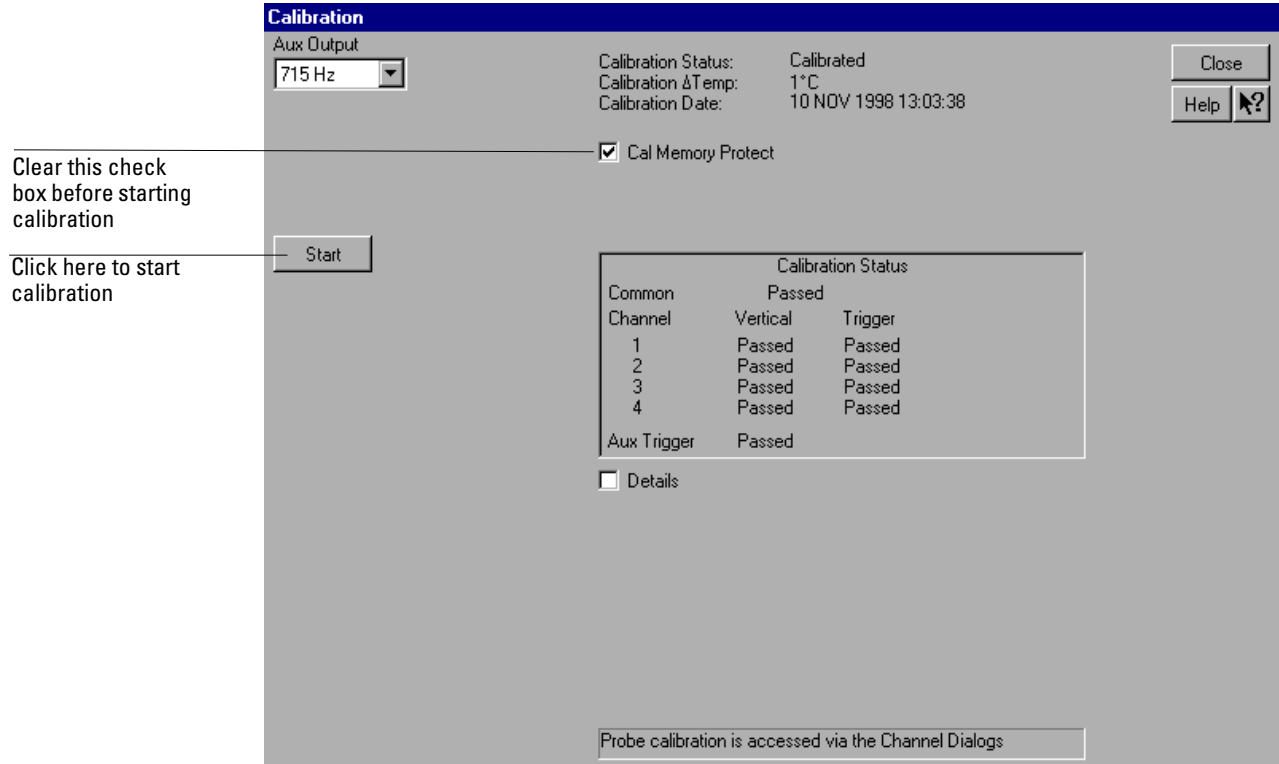 Calibration
Aux Output
715 Hz
Calibration Status: Calibrated
Calibration ΔTemp: 1°C
Calibration Date: 10 NOV 1998 13:03:38
Close
Help
?
Clear this check
box before starting
calibration
Cal Memory Protect
Click here to start
calibration
Start
Calibration Status
Common Passed
Channel Vertical Trigger
1 Passed Passed
2 Passed Passed
3 Passed Passed
4 Passed Passed
Aux Trigger Passed
Details
Probe calibration is accessed via the Channel Dialogs